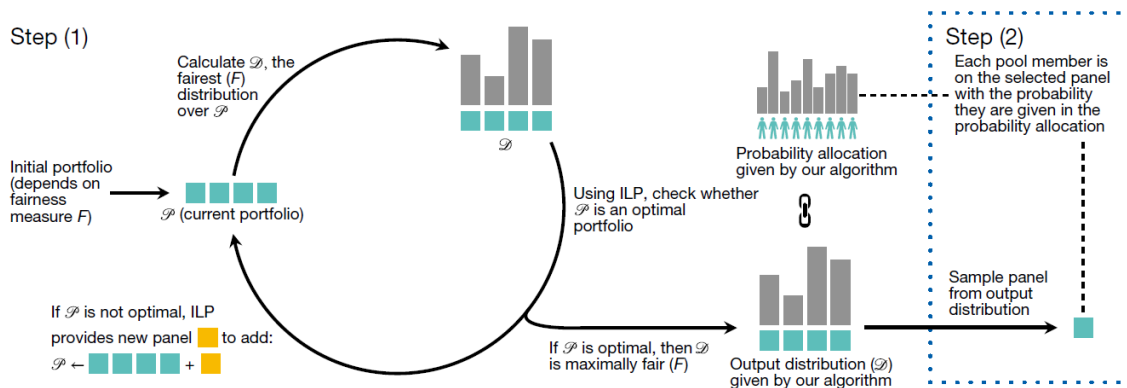 Step (1)
Calculate 𝒟, the
fairest (F)
distribution
over 𝒫
Initial portfolio
(depends on
fairness
measure F)
𝒫 (current portfolio)
𝒟
Using ILP, check whether
𝒫 is an optimal
portfolio
If 𝒫 is not optimal, ILP
provides new panel to add:
𝒫 ← +
If 𝒫 is optimal, then 𝒟
is maximally fair (F)
Probability allocation
given by our algorithm
Output distribution (𝒟)
given by our algorithm
Step (2)
Each pool member is
on the selected panel
with the probability
they are given in the
probability allocation
Sample panel
from output
distribution